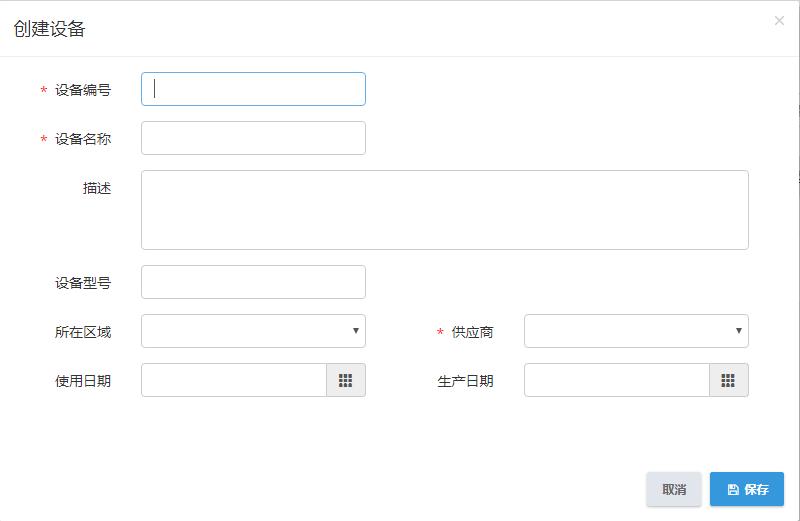 创建设备
×
* 设备编号
* 设备名称
描述
设备型号
所在区域
* 供应商
使用日期
生产日期
取消
保存